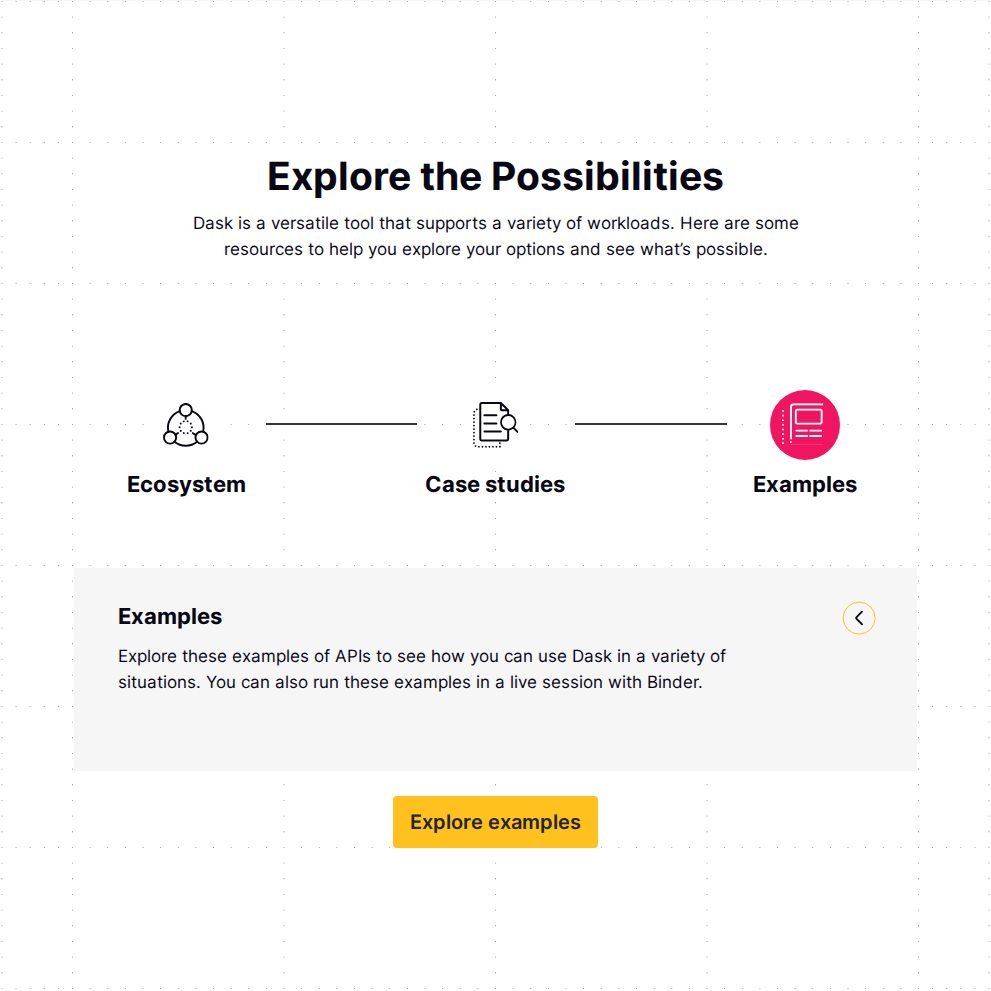 Explore the Possibilities
Dask is a versatile tool that supports a variety of workloads. Here are some
resources to help you explore your options and see what’s possible.
Ecosystem
Case studies
Examples
Examples
Explore these examples of APIs to see how you can use Dask in a variety of
situations. You can also run these examples in a live session with Binder.
Explore examples